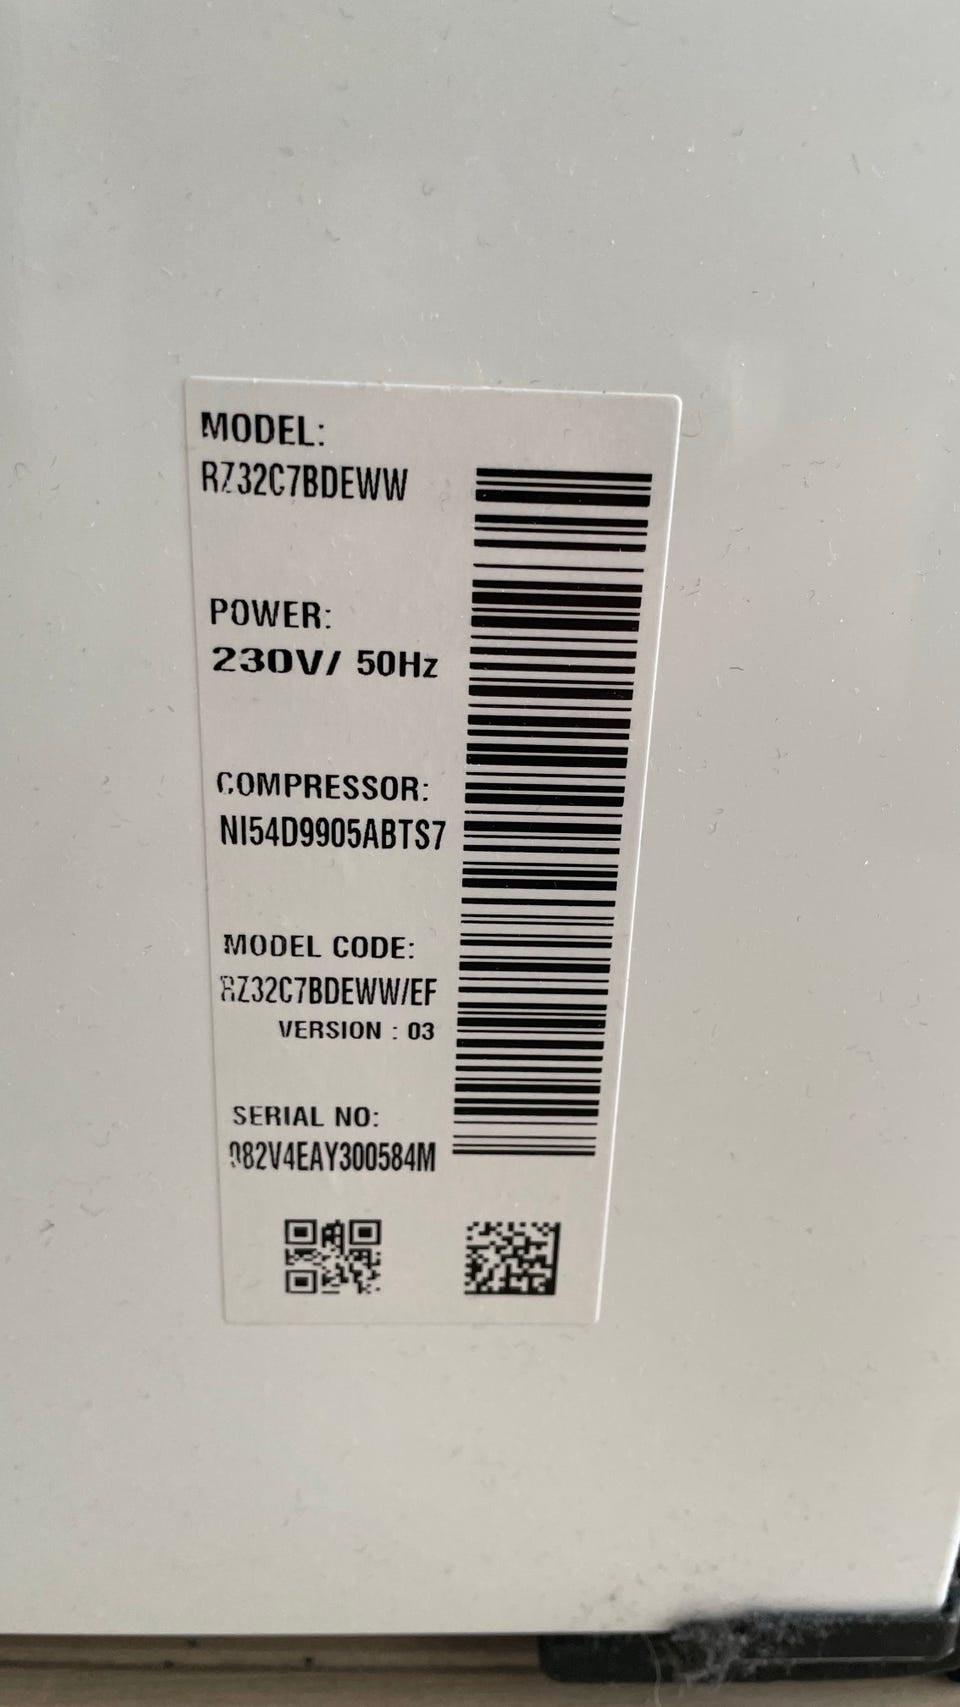 MODEL:
RZ32C7BDEWW
POWER:
230V/ 50Hz
COMPRESSOR:
NI54D9905ABTS7
MODEL CODE:
RZ32C7BDEWW/EF
VERSION : 03
SERIAL NO:
082V4EAY300584M